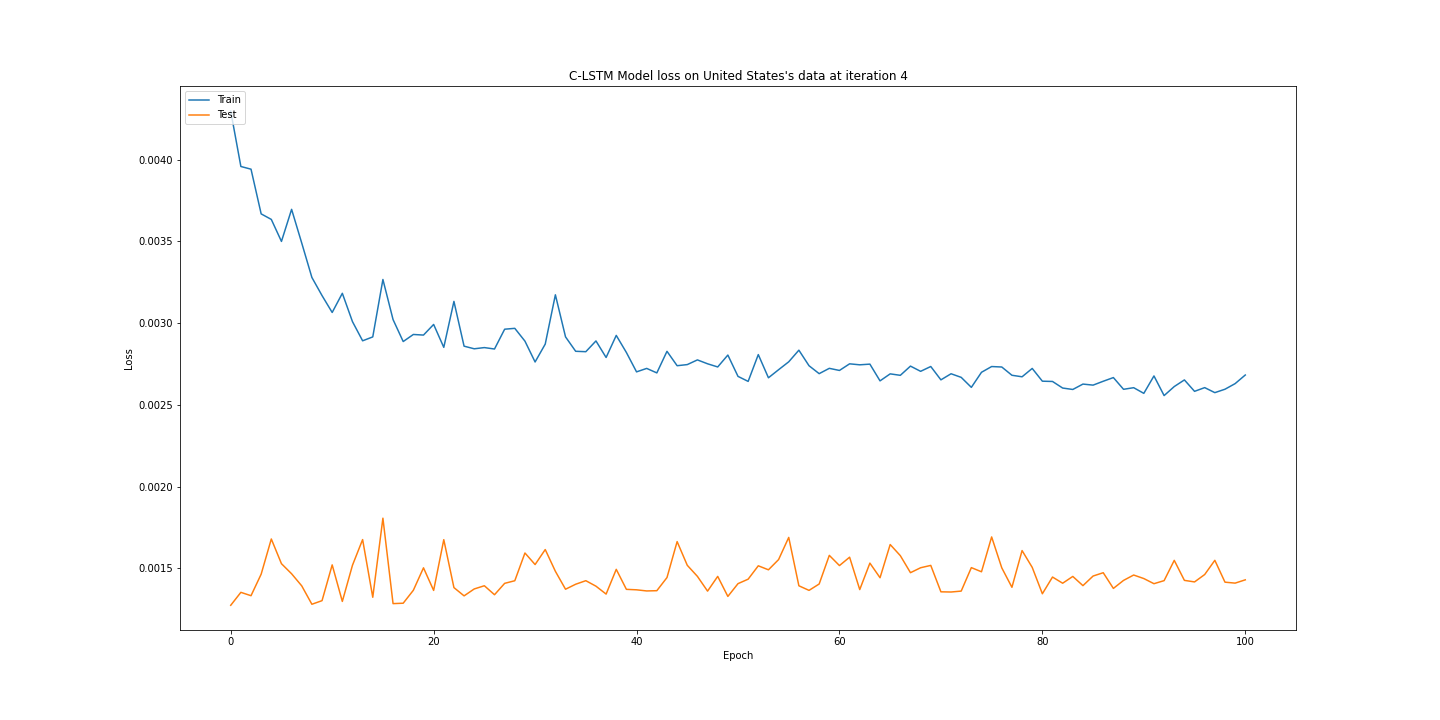 C-LSTM Model loss on United States's data at iteration 4
Train
Test
0.0040
0.0035
0.0030
0.0025
0.0020
0.0015
Loss
0 20 40 60 80 100
Epoch